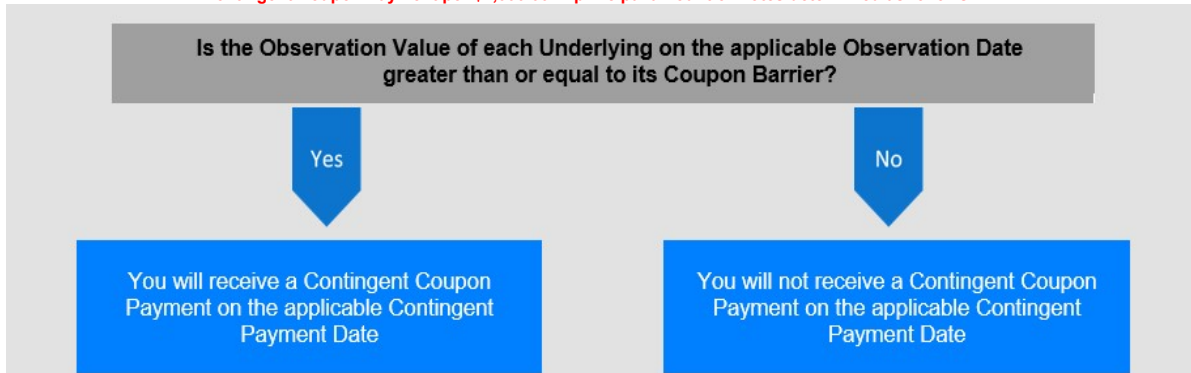 Is the Observation Value of each Underlying on the applicable Observation Date
greater than or equal to its Coupon Barrier?
Yes
No
You will receive a Contingent Coupon
Payment on the applicable Contingent
Payment Date
You will not receive a Contingent Coupon
Payment on the applicable Contingent
Payment Date